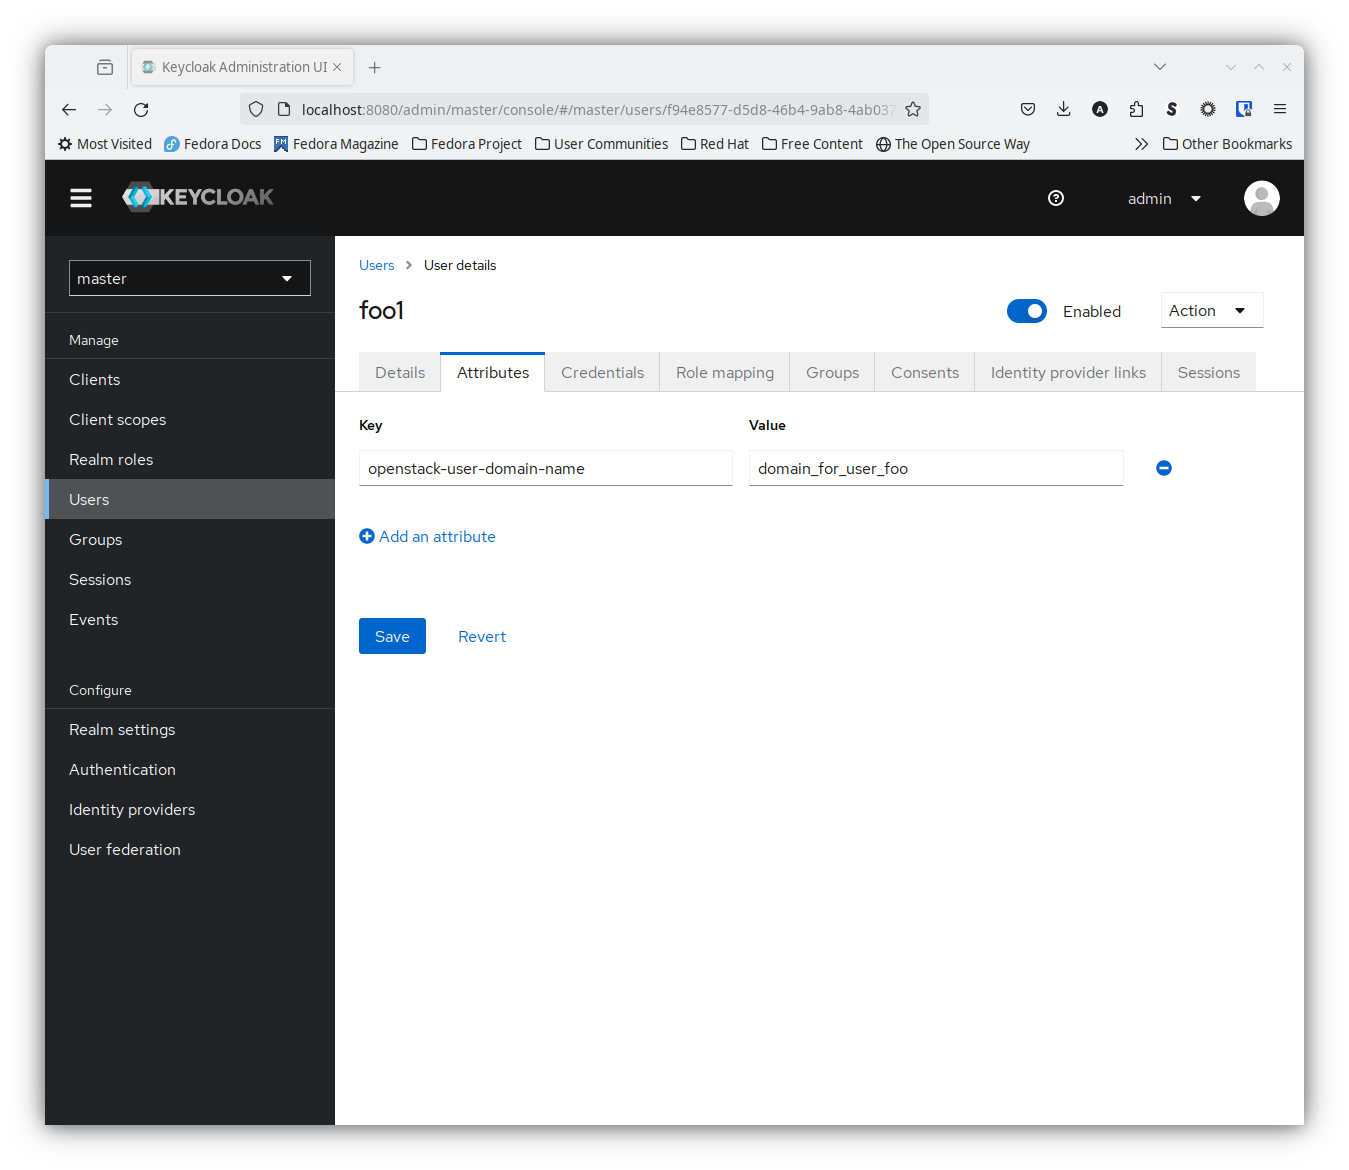 Keycloak Administration UI
localhost:8080/admin/master/console/#/master/users/f94e8577-d5d8-46b4-9ab8-4ab037
Most Visited Fedora Docs Fedora Magazine Fedora Project User Communities Red Hat Free Content The Open Source Way Other Bookmarks
KEYCLOAK admin
master
Manage
Clients
Client scopes
Realm roles
Users
Groups
Sessions
Events
Configure
Realm settings
Authentication
Identity providers
User federation
Users User details
foo1 Enabled Action
Details Attributes Credentials Role mapping Groups Consents Identity provider links Sessions
Key Value
openstack-user-domain-name domain_for_user_foo
Add an attribute
Save Revert